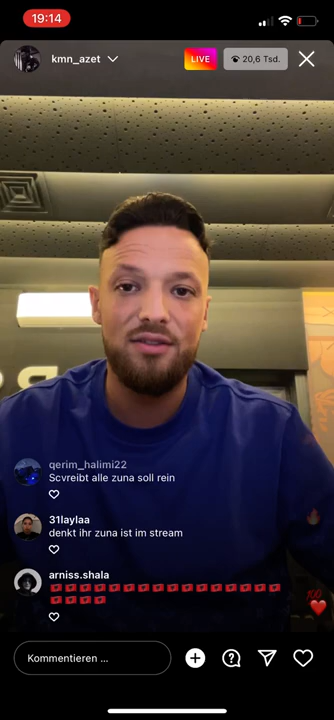 19:14
kmn_azet
LIVE
20,6 Tsd.
qerim_halimi22
Scvreibt alle zuna soll rein
31laylaa
denkt ihr zuna ist im stream
arniss.shala
🇦🇱🇦🇱🇦🇱🇦🇱🇦🇱🇦🇱🇦🇱🇦🇱🇦🇱🇦🇱🇦🇱🇦🇱🇦🇱🇦🇱🇦🇱🇦🇱
🇦🇱🇦🇱🇦🇱🇦🇱
Kommentieren ...